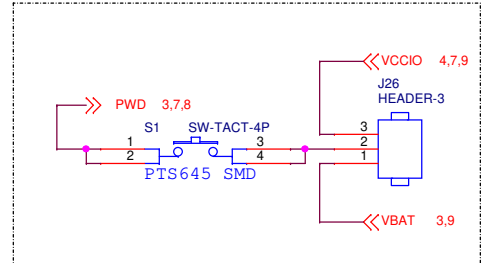 VCCIO 4,7,9
J26
HEADER-3
PWD 3,7,8
S1 SW-TACT-4P
1 3 3
2 4 2
1
PTS645 SMD
VBAT 3,9